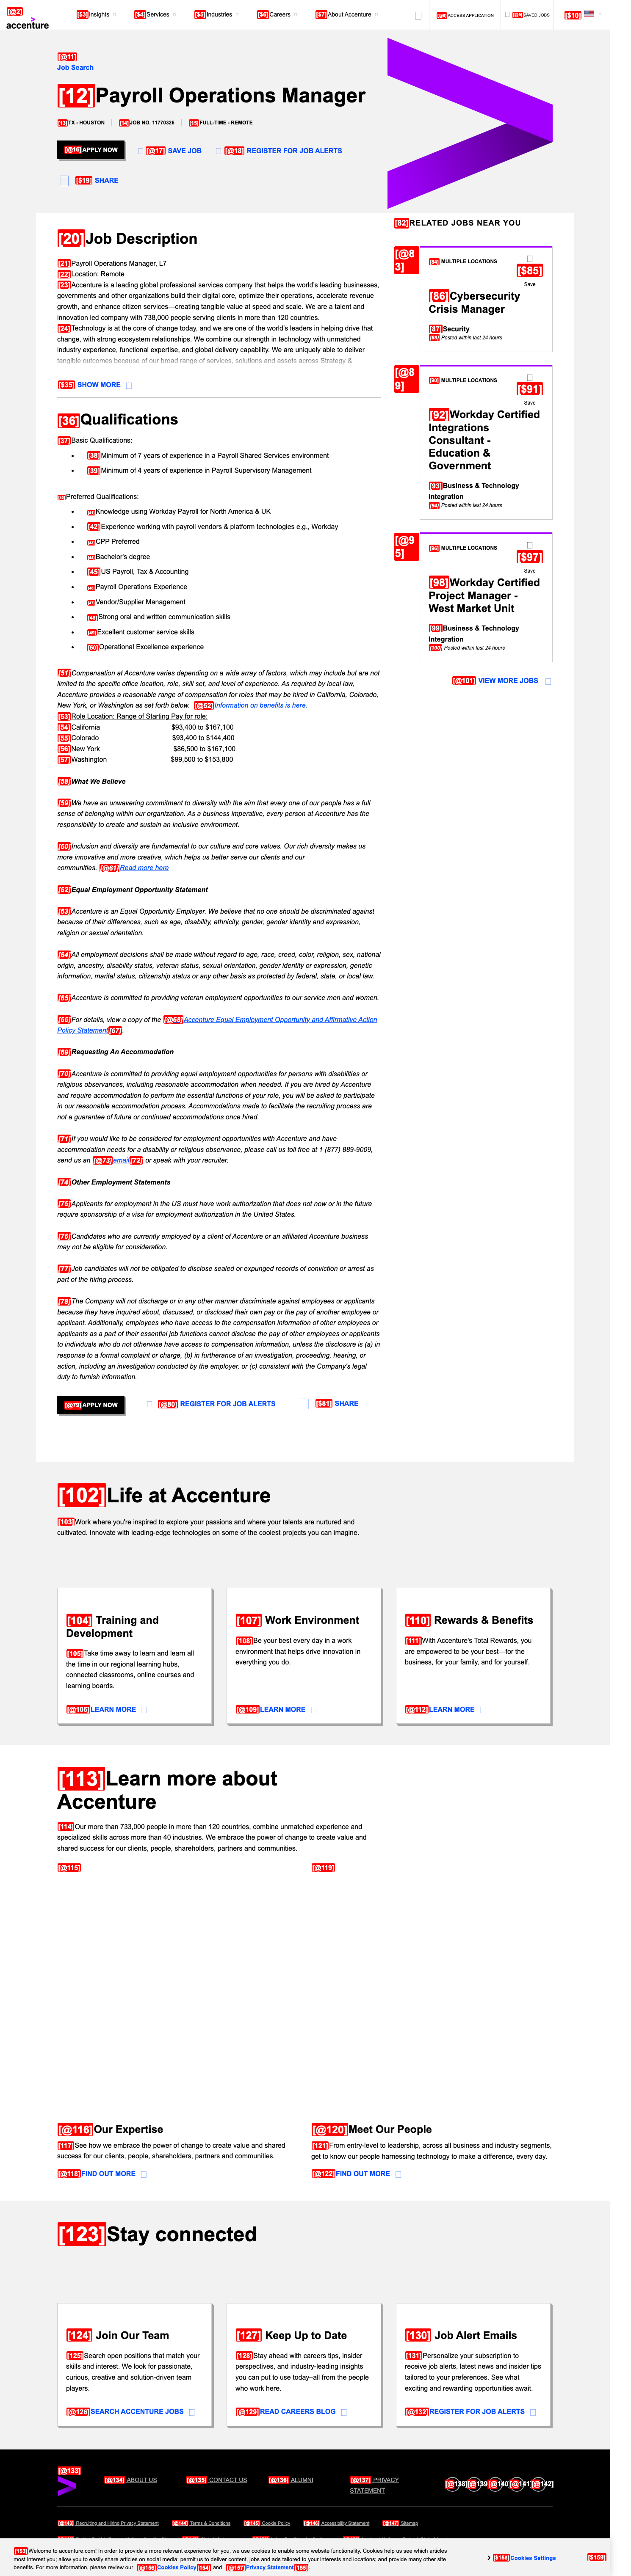 [@2]
accenture
[$3]Insights
[$4]Services
[$5]Industries
[$6]Careers
[$7]About Accenture
ACCESS APPLICATION
SAVED JOBS
[$10]
[@11]
Job Search
[12]Payroll Operations Manager
[13]TX - HOUSTON
[14]JOB NO. 11770326
[15]FULL-TIME - REMOTE
[@16]APPLY NOW
[@17] SAVE JOB
[@18] REGISTER FOR JOB ALERTS
[$19] SHARE
[20]Job Description
[21]Payroll Operations Manager, L7
[22]Location: Remote
[23]Accenture is a leading global professional services company that helps the world's leading businesses,
governments and other organizations build their digital core, optimize their operations, accelerate revenue
growth, and enhance citizen services—creating tangible value at speed and scale. We are a talent and
innovation led company with 738,000 people serving clients in more than 120 countries.
[24]Technology is at the core of change today, and we are one of the world's leaders in helping drive that
change, with strong ecosystem relationships. We combine our strength in technology with unmatched
industry experience, functional expertise, and global delivery capability. We are uniquely able to deliver
tangible outcomes because of our broad range of services, solutions and assets across Strategy &
[$35] SHOW MORE
[36]Qualifications
[37]Basic Qualifications:
• [38]Minimum of 7 years of experience in a Payroll Shared Services environment
• [39]Minimum of 4 years of experience in Payroll Supervisory Management
[40]Preferred Qualifications:
• [41]Knowledge using Workday Payroll for North America & UK
• [42]Experience working with payroll vendors & platform technologies e.g., Workday
• [43]CPP Preferred
• [44]Bachelor's degree
• [45]US Payroll, Tax & Accounting
• [46]Payroll Operations Experience
• [47]Vendor/Supplier Management
• [48]Strong oral and written communication skills
• [49]Excellent customer service skills
• [50]Operational Excellence experience
[51]Compensation at Accenture varies depending on a wide array of factors, which may include but are not
limited to the specific office location, role, skill set, and level of experience. As required by local law,
Accenture provides a reasonable range of compensation for roles that may be hired in California, Colorado,
New York, or Washington as set forth below. [@52]Information on benefits is here.
[53]Role Location: Range of Starting Pay for role:
[54]California $93,400 to $167,100
[55]Colorado $93,400 to $144,400
[56]New York $86,500 to $167,100
[57]Washington $99,500 to $153,800
[58]What We Believe
[59]We have an unwavering commitment to diversity with the aim that every one of our people has a full
sense of belonging within our organization. As a business imperative, every person at Accenture has the
responsibility to create and sustain an inclusive environment.
[60]Inclusion and diversity are fundamental to our culture and core values. Our rich diversity makes us
more innovative and more creative, which helps us better serve our clients and our
communities. [@61]Read more here
[62]Equal Employment Opportunity Statement
[63]Accenture is an Equal Opportunity Employer. We believe that no one should be discriminated against
because of their differences, such as age, disability, ethnicity, gender, gender identity and expression,
religion or sexual orientation.
[64]All employment decisions shall be made without regard to age, race, creed, color, religion, sex, national
origin, ancestry, disability status, veteran status, sexual orientation, gender identity or expression, genetic
information, marital status, citizenship status or any other basis as protected by federal, state, or local law.
[65]Accenture is committed to providing veteran employment opportunities to our service men and women.
[66]For details, view a copy of the [@68]Accenture Equal Employment Opportunity and Affirmative Action
Policy Statement[67].
[69]Requesting An Accommodation
[70]Accenture is committed to providing equal employment opportunities for persons with disabilities or
religious observances, including reasonable accommodation when needed. If you are hired by Accenture
and require accommodation to perform the essential functions of your role, you will be asked to participate
in our reasonable accommodation process. Accommodations made to facilitate the recruiting process are
not a guarantee of future or continued accommodations once hired.
[71]If you would like to be considered for employment opportunities with Accenture and have
accommodation needs for a disability or religious observance, please call us toll free at 1 (877) 889-9009,
send us an [@73]email[72], or speak with your recruiter.
[74]Other Employment Statements
[75]Applicants for employment in the US must have work authorization that does not now or in the future
require sponsorship of a visa for employment authorization in the United States.
[76]Candidates who are currently employed by a client of Accenture or an affiliated Accenture business
may not be eligible for consideration.
[77]Job candidates will not be obligated to disclose sealed or expunged records of conviction or arrest as
part of the hiring process.
[78]The Company will not discharge or in any other manner discriminate against employees or applicants
because they have inquired about, discussed, or disclosed their own pay or the pay of another employee or
applicant. Additionally, employees who have access to the compensation information of other employees or
applicants as a part of their essential job functions cannot disclose the pay of other employees or applicants
to individuals who do not otherwise have access to compensation information, unless the disclosure is (a) in
response to a formal complaint or charge, (b) in furtherance of an investigation, proceeding, hearing, or
action, including an investigation conducted by the employer, or (c) consistent with the Company's legal
duty to furnish information.
[@79]APPLY NOW
[@80] REGISTER FOR JOB ALERTS
[$81] SHARE
[82]RELATED JOBS NEAR YOU
[@8
3]
[84] MULTIPLE LOCATIONS
[$85]
Save
[86]Cybersecurity
Crisis Manager
[87]Security
[88] Posted within last 24 hours
[@8
9]
[90] MULTIPLE LOCATIONS
[$91]
Save
[92]Workday Certified
Integrations
Consultant -
Education &
Government
[93]Business & Technology
Integration
[94] Posted within last 24 hours
[@9
5]
[96] MULTIPLE LOCATIONS
[$97]
Save
[98]Workday Certified
Project Manager -
West Market Unit
[99]Business & Technology
Integration
[100] Posted within last 24 hours
[@101] VIEW MORE JOBS
[102]Life at Accenture
[103]Work where you're inspired to explore your passions and where your talents are nurtured and
cultivated. Innovate with leading-edge technologies on some of the coolest projects you can imagine.
[104] Training and
Development
[105]Take time away to learn and learn all
the time in our regional learning hubs,
connected classrooms, online courses and
learning boards.
[@106]LEARN MORE
[107] Work Environment
[108]Be your best every day in a work
environment that helps drive innovation in
everything you do.
[@109]LEARN MORE
[110] Rewards & Benefits
[111]With Accenture's Total Rewards, you
are empowered to be your best—for the
business, for your family, and for yourself.
[@112]LEARN MORE
[113]Learn more about
Accenture
[114]Our more than 733,000 people in more than 120 countries, combine unmatched experience and
specialized skills across more than 40 industries. We embrace the power of change to create value and
shared success for our clients, people, shareholders, partners and communities.
[@115]
[@119]
[@116]Our Expertise
[117]See how we embrace the power of change to create value and shared
success for our clients, people, shareholders, partners and communities.
[@118]FIND OUT MORE
[@120]Meet Our People
[121]From entry-level to leadership, across all business and industry segments,
get to know our people harnessing technology to make a difference, every day.
[@122]FIND OUT MORE
[123]Stay connected
[124] Join Our Team
[125]Search open positions that match your
skills and interest. We look for passionate,
curious, creative and solution-driven team
players.
[@126]SEARCH ACCENTURE JOBS
[127] Keep Up to Date
[128]Stay ahead with careers tips, insider
perspectives, and industry-leading insights
you can put to use today–all from the people
who work here.
[@129]READ CAREERS BLOG
[130] Job Alert Emails
[131]Personalize your subscription to
receive job alerts, latest news and insider tips
tailored to your preferences. See what
exciting and rewarding opportunities await.
[@132]REGISTER FOR JOB ALERTS
[@133]
[@134] ABOUT US
[@135] CONTACT US
[@136] ALUMNI
[@137] PRIVACY
STATEMENT
[@138][@139][@140][@141][@142]
[@143] Recruiting and Hiring Privacy Statement
[@144] Terms & Conditions
[@145] Cookie Policy
[@146] Accessibility Statement
[@147] Sitemap
[153]Welcome to accenture.com! In order to provide a more relevant experience for you, we use cookies to enable some website functionality. Cookies help us see which articles
most interest you; allow you to easily share articles on social media; permit us to deliver content, jobs and ads tailored to your interests and locations; and provide many other site
benefits. For more information, please review our [@156]Cookies Policy[154] and [@157]Privacy Statement[155].
[$158]Cookies Settings
[$159]